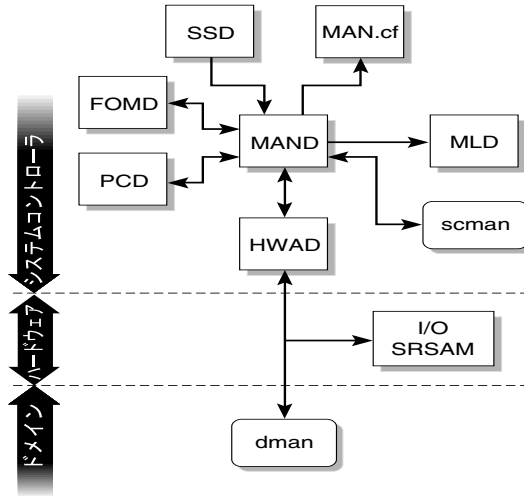 SSD
MAN.cf
FOMD
MAND
MLD
PCD
scman
HWAD
I/O
SRSAM
dman
システムコントローラ
ハードウェア
ドメイン